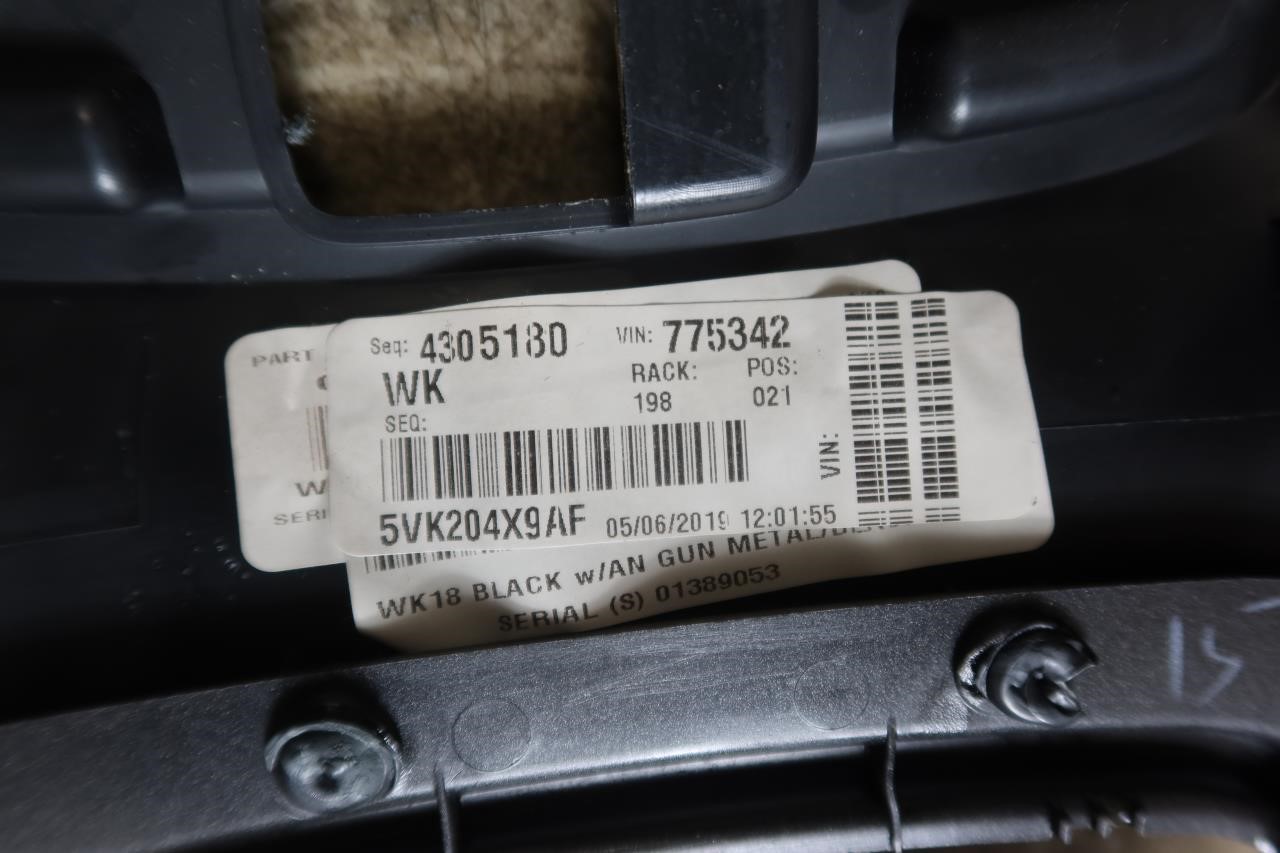 Seq: 4305180 VIN: 775342
WK RACK: POS:
198 021
SEQ:
VIN:
5VK204X9AF 05/06/2019 12:01:55
PART
W
SERI
WK18 BLACK w/AN GUN METAL/
SERIAL (S) 01389053